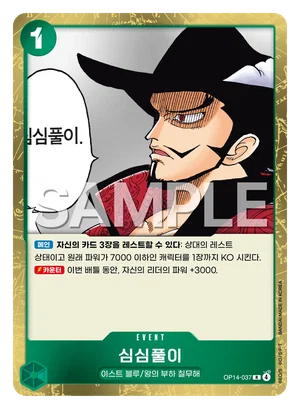 1
심심풀이.
SAMPLE
메인 자신의 카드 3장을 레스트할 수 있다: 상대의 레스트
상태이고 원래 파워가 7000 이하인 캐릭터를 1장까지 KO 시킨다.
카운터 이번 배틀 동안, 자신의 리더의 파워 +3000.
EVENT
심심풀이
이스트 블루/왕의 부하 칠무해
OP14-037 R